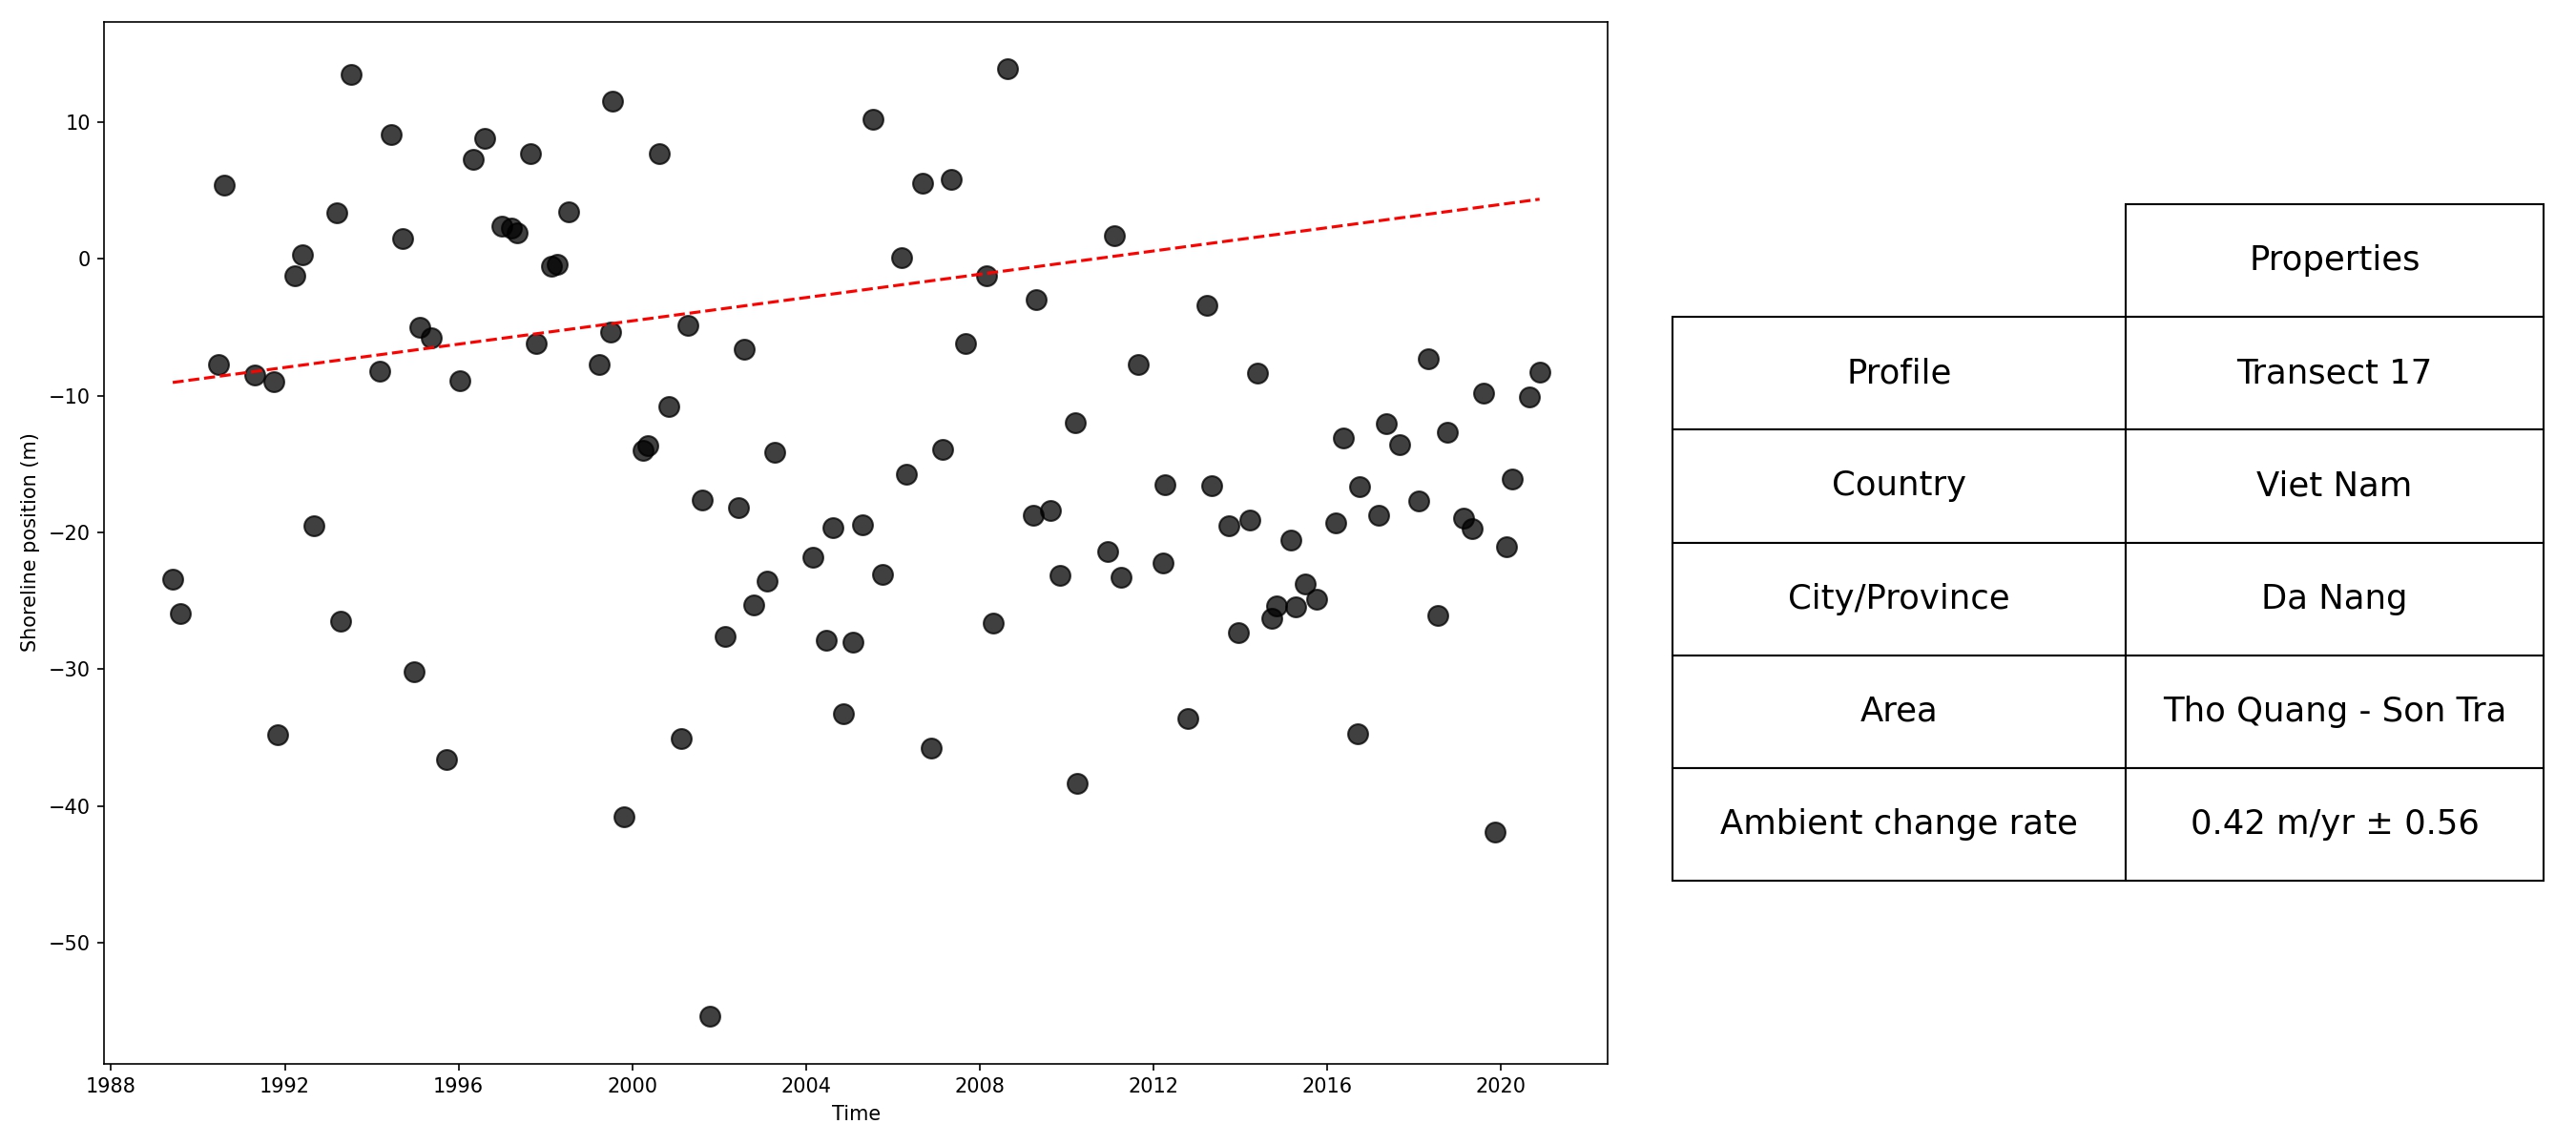 10
0
−10
−20
−30
−40
−50
Shoreline position (m)
1988 1992 1996 2000 2004 2008 2012 2016 2020
Time
Properties
Profile Transect 17
Country Viet Nam
City/Province Da Nang
Area Tho Quang - Son Tra
Ambient change rate 0.42 m/yr ± 0.56